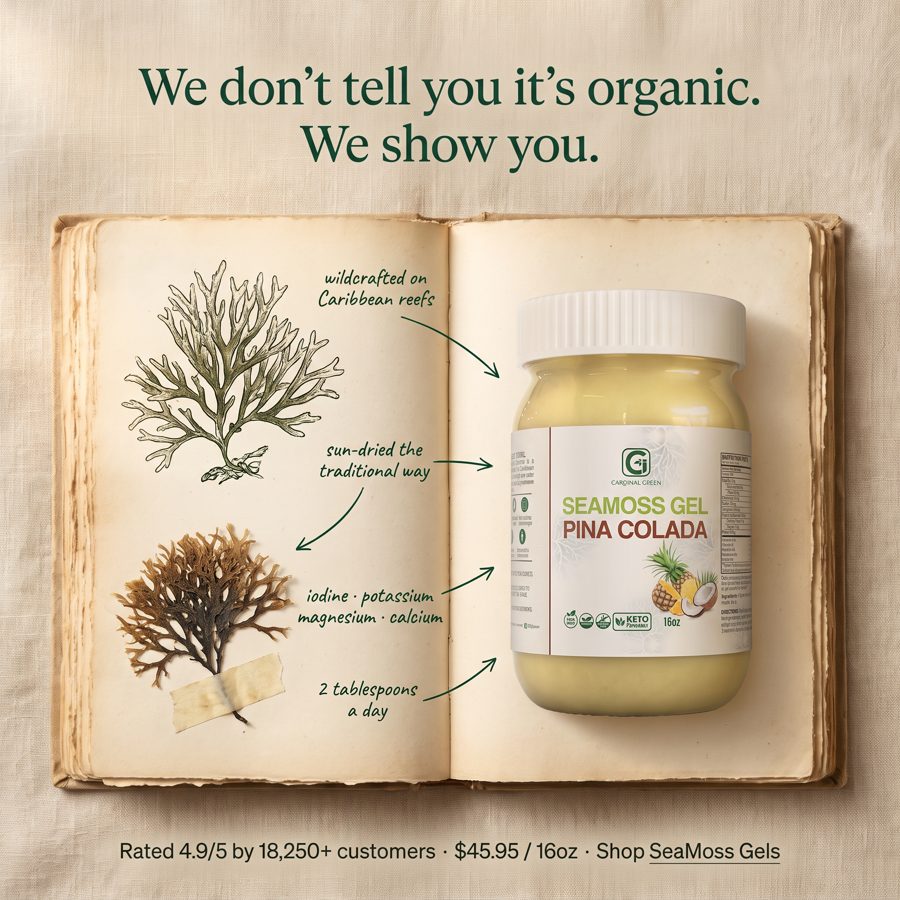 We don't tell you it's organic.
We show you.
wildcrafted on
Caribbean reefs
sun-dried the
traditional way
iodine · potassium
magnesium · calcium
2 tablespoons
a day
CARDINAL GREEN
SEAMOSS GEL
PINA COLADA
KETO
16oz
Rated 4.9/5 by 18,250+ customers · $45.95 / 16oz · Shop SeaMoss Gels